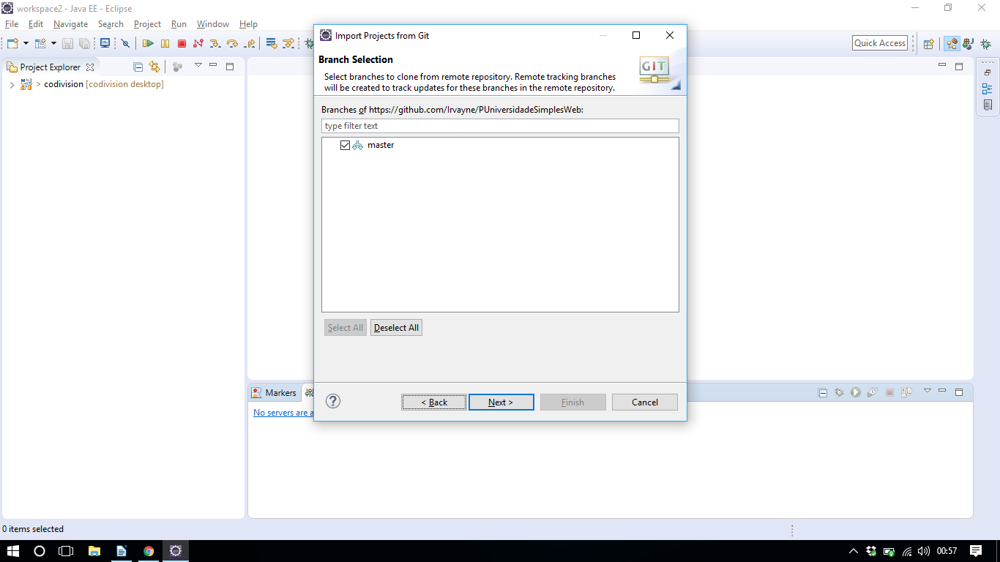 workspace2 - Java EE - Eclipse
File Edit Navigate Search Project Run Window Help
Quick Access
Project Explorer
> codivision [codivision desktop]
Import Projects from Git
Branch Selection
Select branches to clone from remote repository. Remote tracking branches
will be created to track updates for these branches in the remote repository.
GIT
Branches of https://github.com/Irvayne/PUniversidadeSimplesWeb:
type filter text
master
Select All Deselect All
< Back Next > Finish Cancel
Markers
No servers are a
0 items selected
00:57